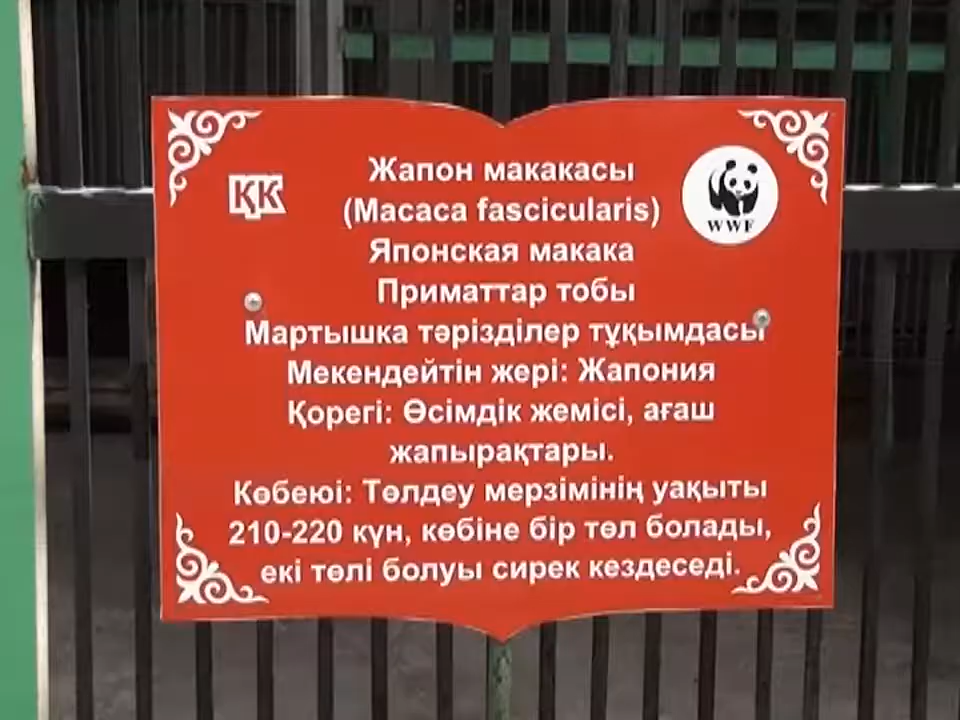 Жапон макакасы
ҚК
(Macaca fascicularis)
WWF
Японская макака
Приматтар тобы
Мартышка тәрізділер тұқымдасы
Мекендейтін жері: Жапония
Қорегі: Өсімдік жемісі, ағаш
жапырақтары.
Көбеюі: Төлдеу мерзімінің уақыты
210-220 күн, көбіне бір төл болады,
екі төлі болуы сирек кездеседі.